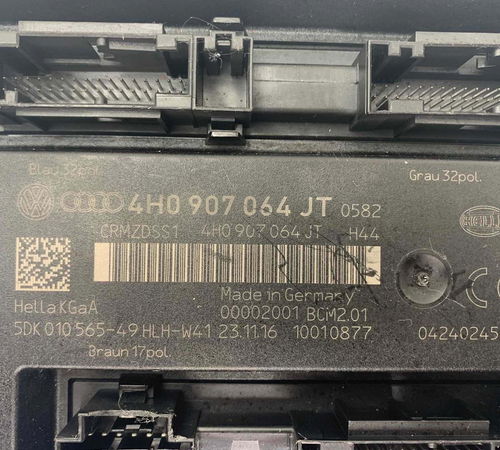 Blau 32pol.
Grau 32pol.
4H0 907 064 JT 0582
CRMZDSS1 4H0 907 064 JT H44
HELLA
Made in Germany
Hella KGaA
00002001 BCM2.01
5DK 010 565-49 HLH-W41 23.11.16 10010877
04240245
Braun 17pol.